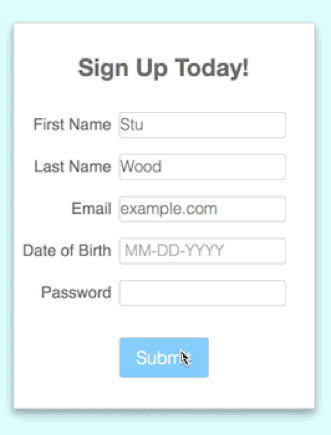 Sign Up Today!
First Name Stu
Last Name Wood
Email example.com
Date of Birth MM-DD-YYYY
Password
Submit